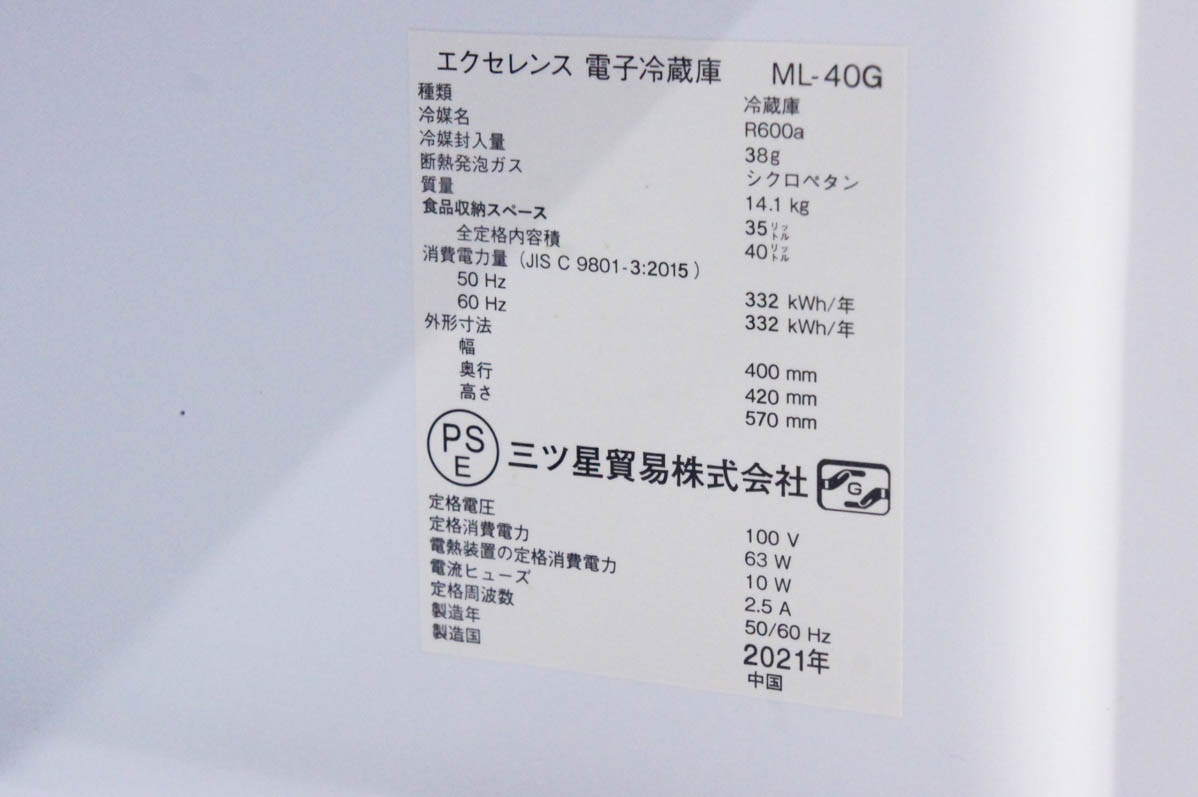 エクセレンス 電子冷蔵庫 ML-40G
種類 冷蔵庫
冷媒名 R600a
冷媒封入量 38g
断熱発泡ガス シクロペタン
質量 14.1 kg
食品収納スペース 35リットル
全定格内容積 40リットル
消費電力量（JIS C 9801-3:2015）
50 Hz 332 kWh/年
60 Hz 332 kWh/年
外形寸法
幅 400 mm
奥行 420 mm
高さ 570 mm
PS
E
三ツ星貿易株式会社 G
定格電圧 100 V
定格消費電力 63 W
電熱装置の定格消費電力 10 W
電流ヒューズ 2.5 A
定格周波数 50/60 Hz
製造年 2021年
製造国 中国